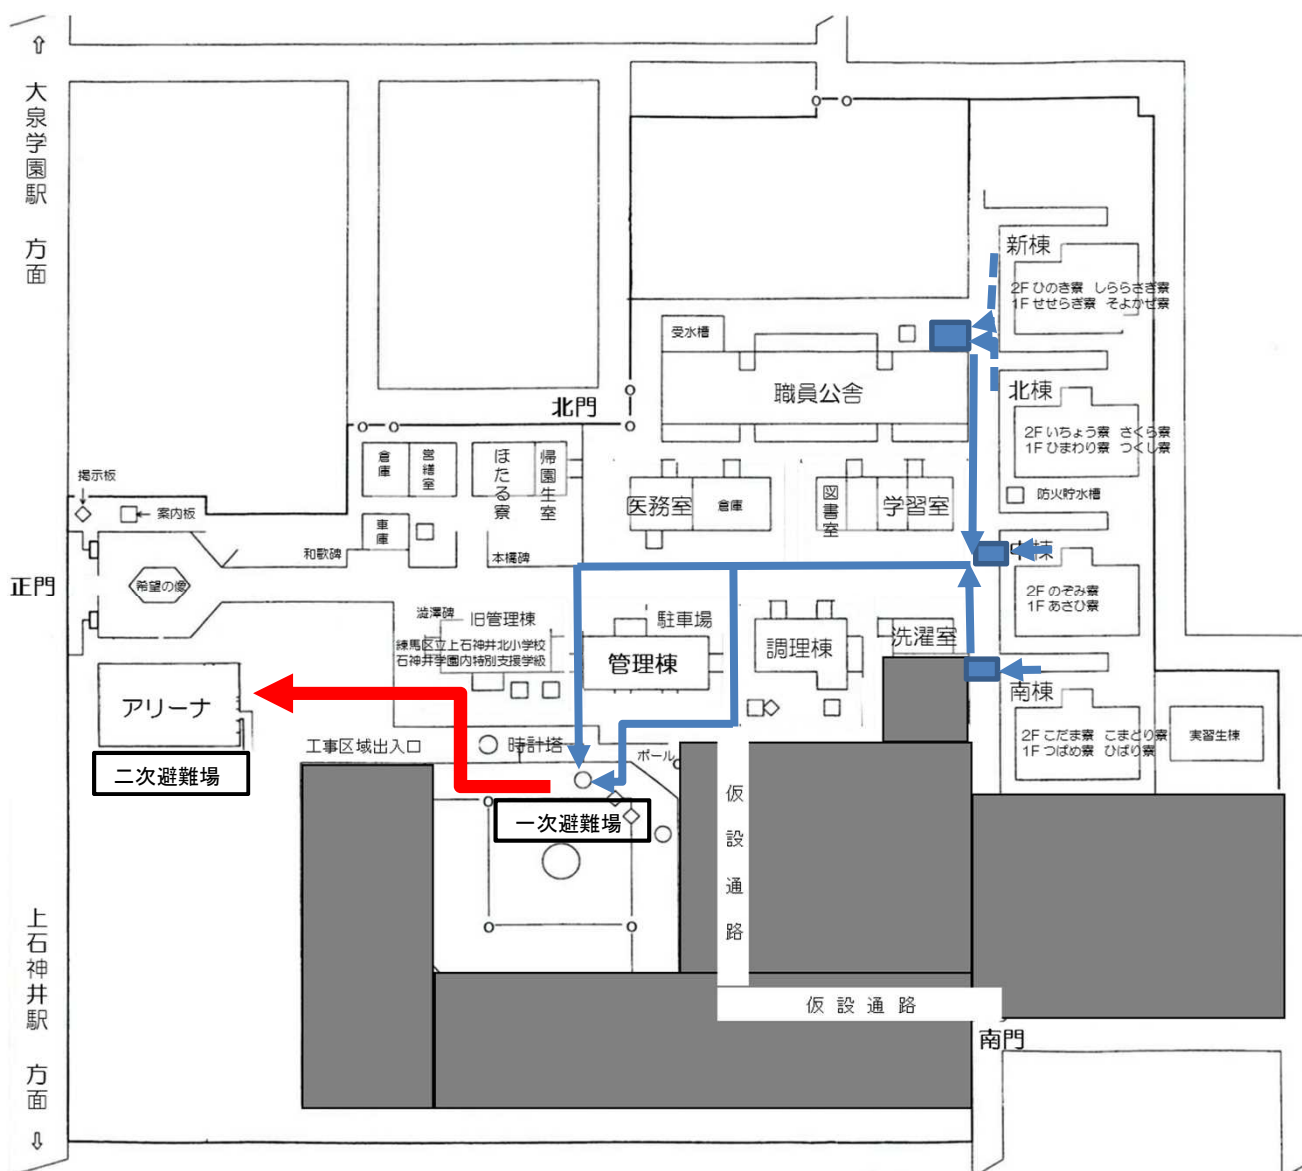 ⇧ 大泉学園駅 方面
新棟
2F ひのき寮 しららさぎ寮
1F せせらぎ寮 そよかぜ寮
受水槽
職員公舎
北棟
北門
2F いちょう寮 さくら寮
1F ひまわり寮 つくし寮
倉庫
営繕室
ほたる寮
帰園生室
掲示板
案内板
医務室
倉庫
図書室
学習室
防火貯水槽
車庫
和歌碑
本橋碑
中棟
正門
希望の像
2F のぞみ寮
1F あさひ寮
澁澤碑
旧管理棟
駐車場
練馬区立上石神井北小学校
石神井学園内特別支援学級
管理棟
調理棟
洗濯室
南棟
アリーナ
2F こだま寮 こまどり寮
1F つばめ寮 ひばり寮
実習生棟
工事区域出入口
時計塔
ポール
二次避難場
一次避難場
仮設通路
仮設通路
南門
上石神井駅 方面 ⇩